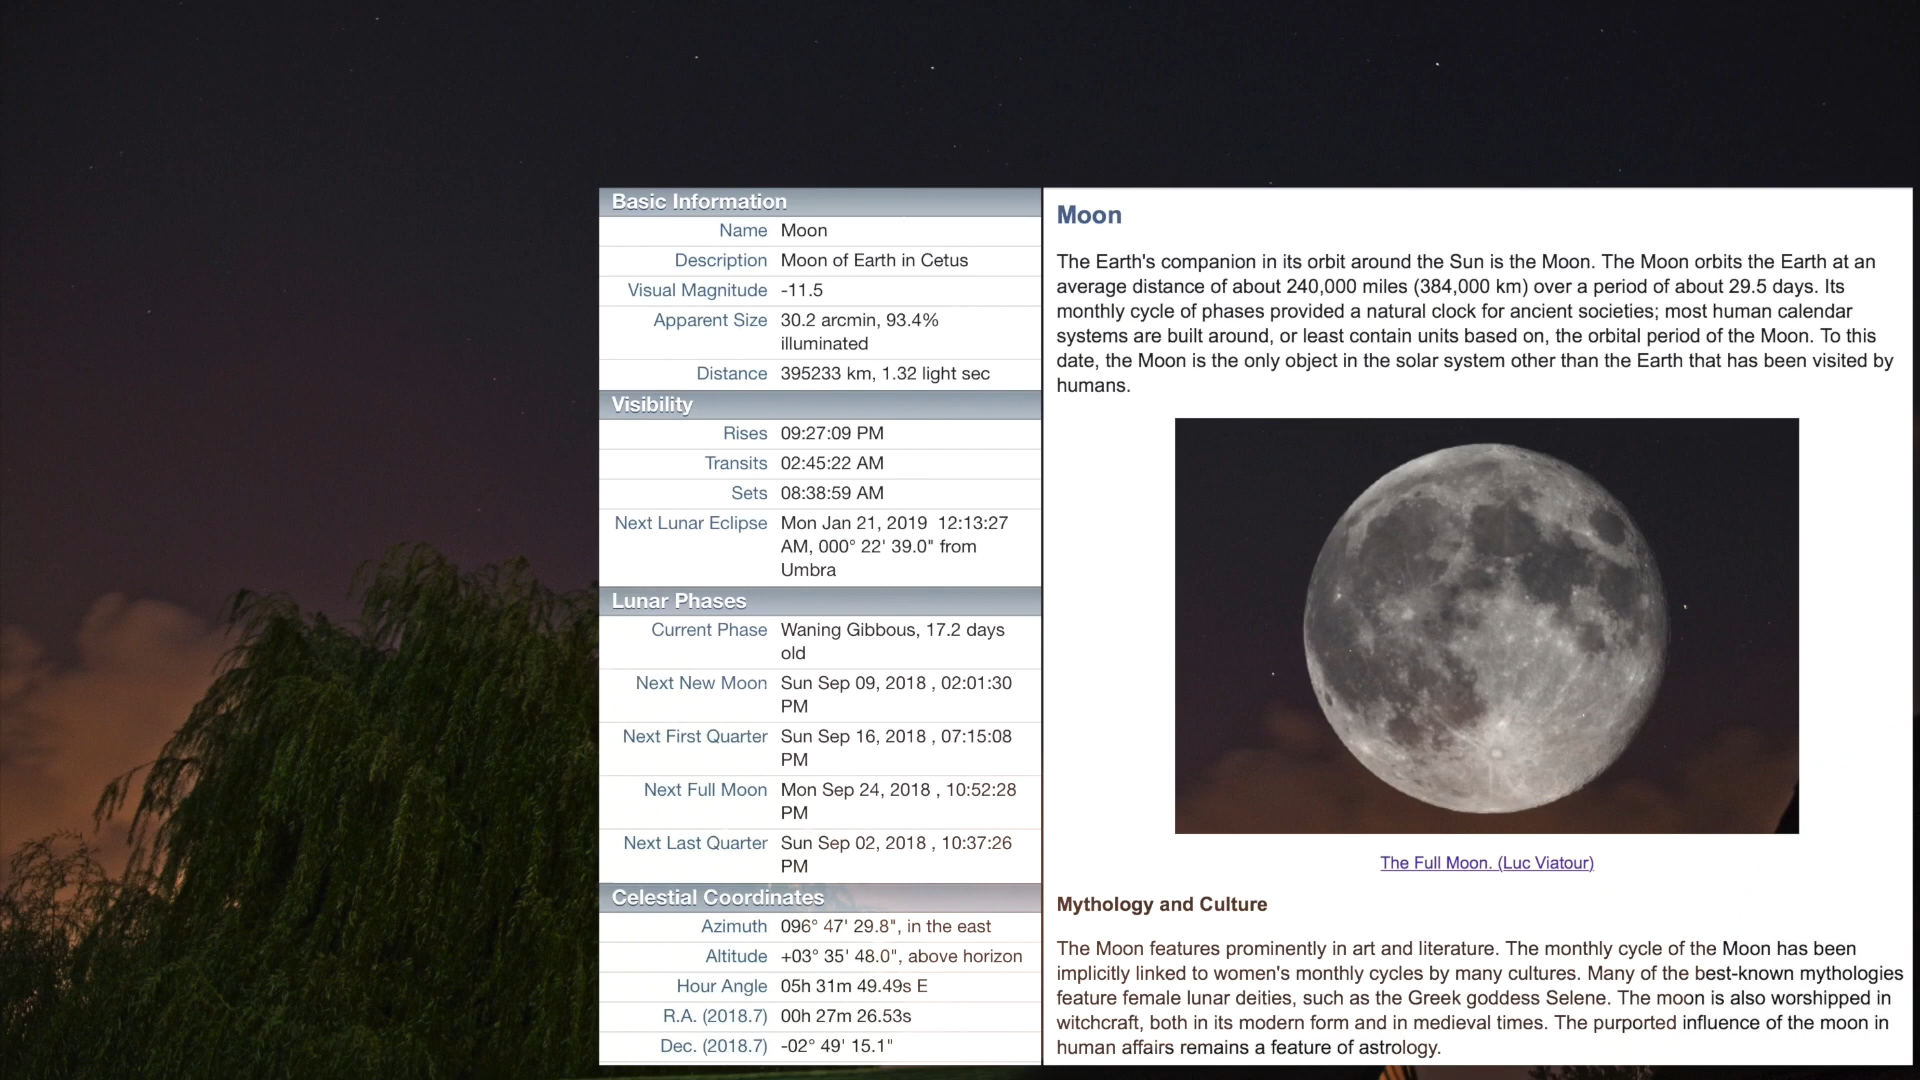 Basic Information
Name Moon
Description Moon of Earth in Cetus
Visual Magnitude -11.5
Apparent Size 30.2 arcmin, 93.4%
illuminated
Distance 395233 km, 1.32 light sec
Visibility
Rises 09:27:09 PM
Transits 02:45:22 AM
Sets 08:38:59 AM
Next Lunar Eclipse Mon Jan 21, 2019  12:13:27
AM, 000° 22' 39.0" from
Umbra
Lunar Phases
Current Phase Waning Gibbous, 17.2 days
old
Next New Moon Sun Sep 09, 2018 , 02:01:30
PM
Next First Quarter Sun Sep 16, 2018 , 07:15:08
PM
Next Full Moon Mon Sep 24, 2018 , 10:52:28
PM
Next Last Quarter Sun Sep 02, 2018 , 10:37:26
PM
Celestial Coordinates
Azimuth 096° 47' 29.8", in the east
Altitude +03° 35' 48.0", above horizon
Hour Angle 05h 31m 49.49s E
R.A. (2018.7) 00h 27m 26.53s
Dec. (2018.7) -02° 49' 15.1"
Moon
The Earth's companion in its orbit around the Sun is the Moon. The Moon orbits the Earth at an
average distance of about 240,000 miles (384,000 km) over a period of about 29.5 days. Its
monthly cycle of phases provided a natural clock for ancient societies; most human calendar
systems are built around, or least contain units based on, the orbital period of the Moon. To this
date, the Moon is the only object in the solar system other than the Earth that has been visited by
humans.
The Full Moon. (Luc Viatour)
Mythology and Culture
The Moon features prominently in art and literature. The monthly cycle of the Moon has been
implicitly linked to women's monthly cycles by many cultures. Many of the best-known mythologies
feature female lunar deities, such as the Greek goddess Selene. The moon is also worshipped in
witchcraft, both in its modern form and in medieval times. The purported influence of the moon in
human affairs remains a feature of astrology.